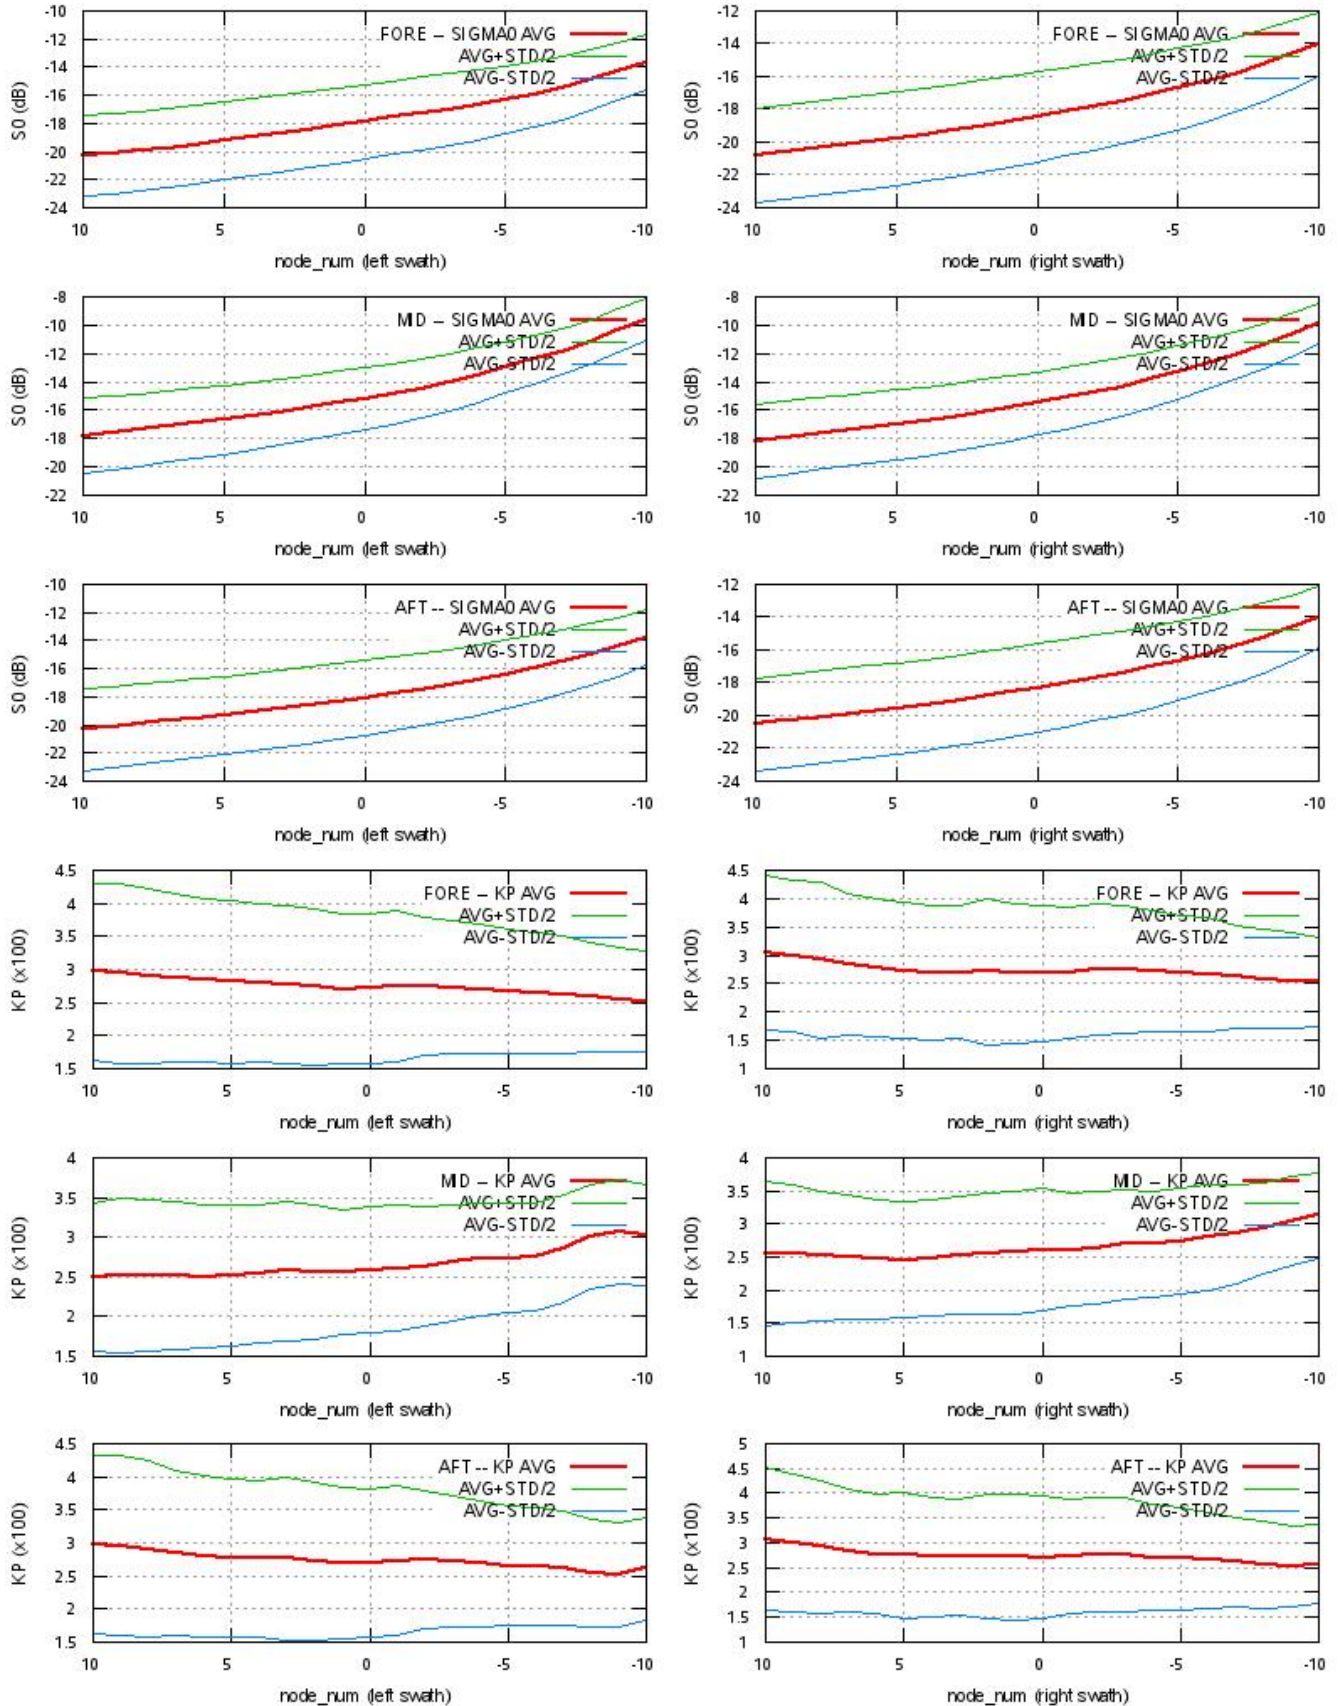 -10
-12
-14
-16
-18
-20
-22
-24
S0 (dB)
FORE – SIGMA0 AVG
AVG+STD/2
AVG-STD/2
10 5 0 -5 -10
node_num (left swath)
-12
-14
-16
-18
-20
-22
-24
S0 (dB)
FORE – SIGMA0 AVG
AVG+STD/2
AVG-STD/2
10 5 0 -5 -10
node_num (right swath)
-8
-10
-12
-14
-16
-18
-20
-22
S0 (dB)
MID – SIGMA0 AVG
AVG+STD/2
AVG-STD/2
10 5 0 -5 -10
node_num (left swath)
-8
-10
-12
-14
-16
-18
-20
-22
S0 (dB)
MID – SIGMA0 AVG
AVG+STD/2
AVG-STD/2
10 5 0 -5 -10
node_num (right swath)
-10
-12
-14
-16
-18
-20
-22
-24
S0 (dB)
AFT -- SIGMA0 AVG
AVG+STD/2
AVG-STD/2
10 5 0 -5 -10
node_num (left swath)
-12
-14
-16
-18
-20
-22
-24
S0 (dB)
AFT -- SIGMA0 AVG
AVG+STD/2
AVG-STD/2
10 5 0 -5 -10
node_num (right swath)
4.5
4
3.5
3
2.5
2
1.5
KP (x100)
FORE – KP AVG
AVG+STD/2
AVG-STD/2
10 5 0 -5 -10
node_num (left swath)
4.5
4
3.5
3
2.5
2
1.5
1
KP (x100)
FORE – KP AVG
AVG+STD/2
AVG-STD/2
10 5 0 -5 -10
node_num (right swath)
4
3.5
3
2.5
2
1.5
KP (x100)
MID – KP AVG
AVG+STD/2
AVG-STD/2
10 5 0 -5 -10
node_num (left swath)
4
3.5
3
2.5
2
1.5
1
KP (x100)
MID – KP AVG
AVG+STD/2
AVG-STD/2
10 5 0 -5 -10
node_num (right swath)
4.5
4
3.5
3
2.5
2
1.5
KP (x100)
AFT -- KP AVG
AVG+STD/2
AVG-STD/2
10 5 0 -5 -10
node_num (left swath)
5
4.5
4
3.5
3
2.5
2
1.5
1
KP (x100)
AFT -- KP AVG
AVG+STD/2
AVG-STD/2
10 5 0 -5 -10
node_num (right swath)